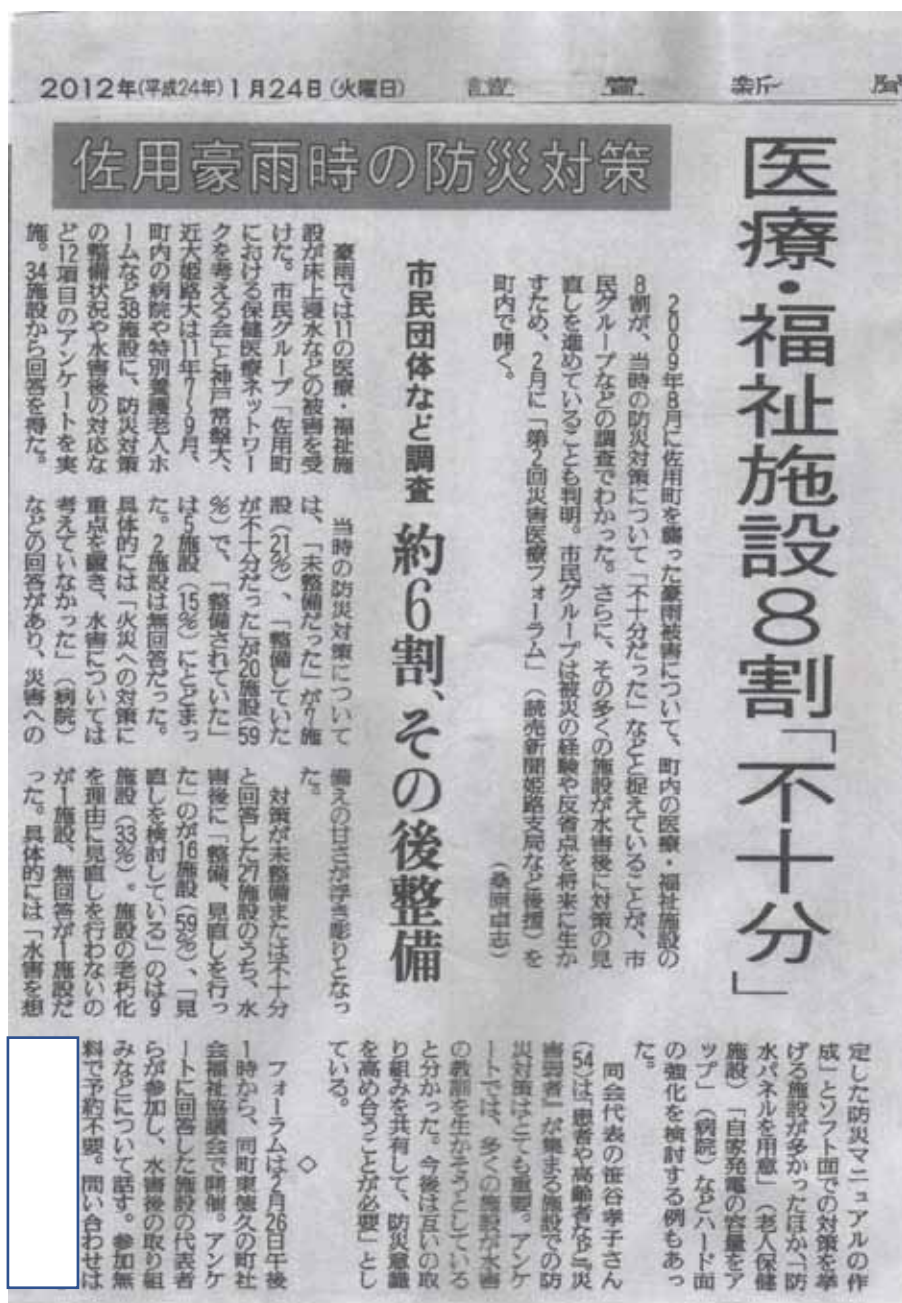 2012年(平成24年)1月24日(火曜日)
讀賣新聞
佐用豪雨時の防災対策
医療・福祉施設8割「不十分」
2009年8月に佐用町を襲った豪雨被害について、町内の医療・福祉施設の
8割が、当時の防災対策について「不十分だった」などと捉えていることが、市
民グループなどの調査でわかった。さらに、その多くの施設が水害後に対策の見
直しを進めていることも判明。市民グループは被災の経験や反省点を将来に生か
すため、2月に「第2回災害医療フォーラム」(読売新聞姫路支局など後援)を
町内で開く。
(桑原卓志)
市民団体など調査
約6割、その後整備
豪雨では11の医療・福祉施
設が床上浸水などの被害を受
けた。市民グループ「佐用町
における保健医療ネットワー
クを考える会」と神戸常盤大、
近大姫路大は11年7~9月、
町内の病院や特別養護老人ホ
ームなど38施設に、防災対策
の整備状況や水害後の対応な
ど12項目のアンケートを実
施。34施設から回答を得た。
当時の防災対策について
は、「未整備だった」が7施
設(21%)、「整備していた
が不十分だった」が20施設(59
%)で、「整備されていた」
は5施設(15%)にとどまっ
た。2施設は無回答だった。
具体的には「火災への対策に
重点を置き、水害については
考えていなかった」(病院)
などの回答があり、災害への
備えの甘さが浮き彫りとなっ
た。
対策が未整備または不十分
と回答した27施設のうち、水
害後に「整備、見直しを行っ
た」のが16施設(59%)、「見
直しを検討している」のは9
施設(33%)。施設の老朽化
を理由に見直しを行わないの
が1施設、無回答が1施設だ
った。具体的には「水害を想
定した防災マニュアルの作
成」とソフト面での対策を挙
げる施設が多かったほか、「防
水パネルを用意」(老人保健
施設)「自家発電の容量をア
ップ」(病院)などハード面
の強化を検討する例もあっ
た。
同会代表の笹谷孝子さん
(54)は「患者や高齢者など『災
害弱者』が集まる施設での防
災対策はとても重要。アンケ
ートでは、多くの施設が水害
の教訓を生かそうとしている
と分かった。今後は互いの取
り組みを共有して、防災意識
を高め合うことが必要」とし
ている。
◇
フォーラムは2月26日午後
1時から、同町東徳久の町社
会福祉協議会で開催。アンケ
ートに回答した施設の代表者
らが参加し、水害後の取り組
みなどについて話す。参加無
料で予約不要。問い合わせは